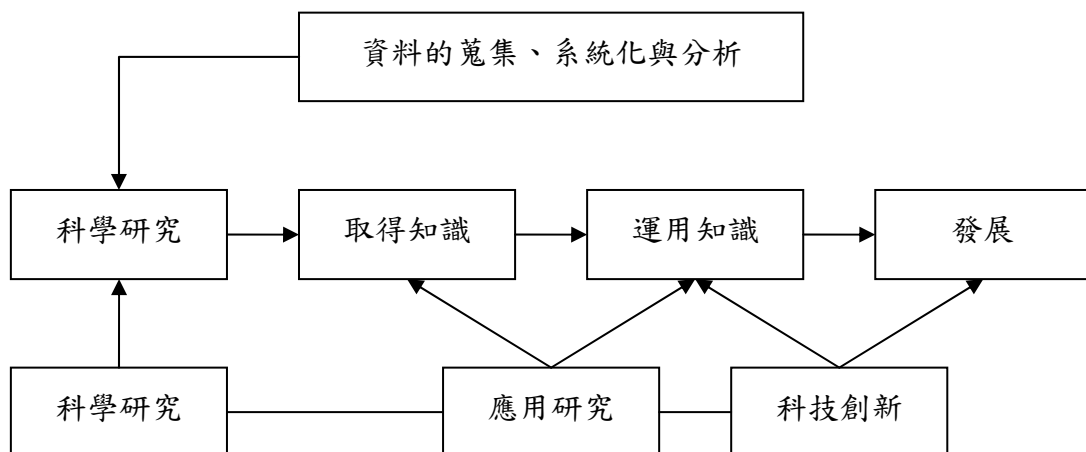 資料的蒐集、系統化與分析
科學研究
取得知識
運用知識
發展
科學研究
應用研究
科技創新